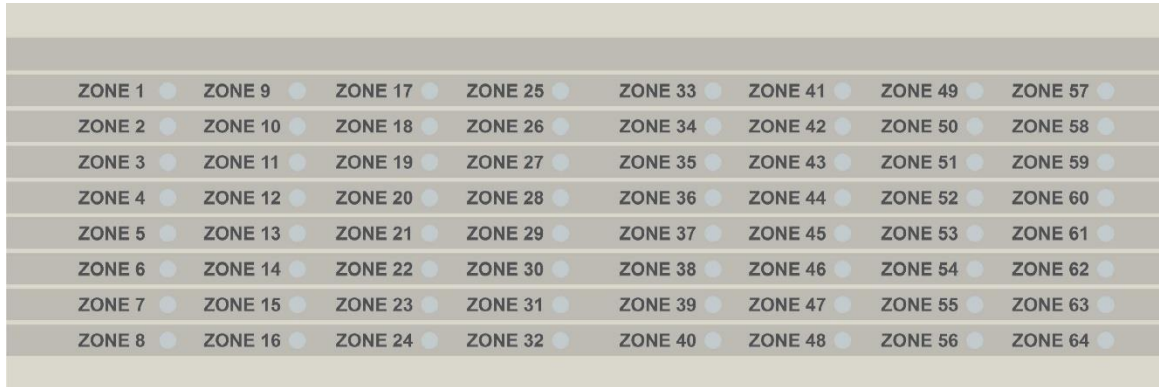 ZONE 1 ZONE 9 ZONE 17 ZONE 25 ZONE 33 ZONE 41 ZONE 49 ZONE 57
ZONE 2 ZONE 10 ZONE 18 ZONE 26 ZONE 34 ZONE 42 ZONE 50 ZONE 58
ZONE 3 ZONE 11 ZONE 19 ZONE 27 ZONE 35 ZONE 43 ZONE 51 ZONE 59
ZONE 4 ZONE 12 ZONE 20 ZONE 28 ZONE 36 ZONE 44 ZONE 52 ZONE 60
ZONE 5 ZONE 13 ZONE 21 ZONE 29 ZONE 37 ZONE 45 ZONE 53 ZONE 61
ZONE 6 ZONE 14 ZONE 22 ZONE 30 ZONE 38 ZONE 46 ZONE 54 ZONE 62
ZONE 7 ZONE 15 ZONE 23 ZONE 31 ZONE 39 ZONE 47 ZONE 55 ZONE 63
ZONE 8 ZONE 16 ZONE 24 ZONE 32 ZONE 40 ZONE 48 ZONE 56 ZONE 64